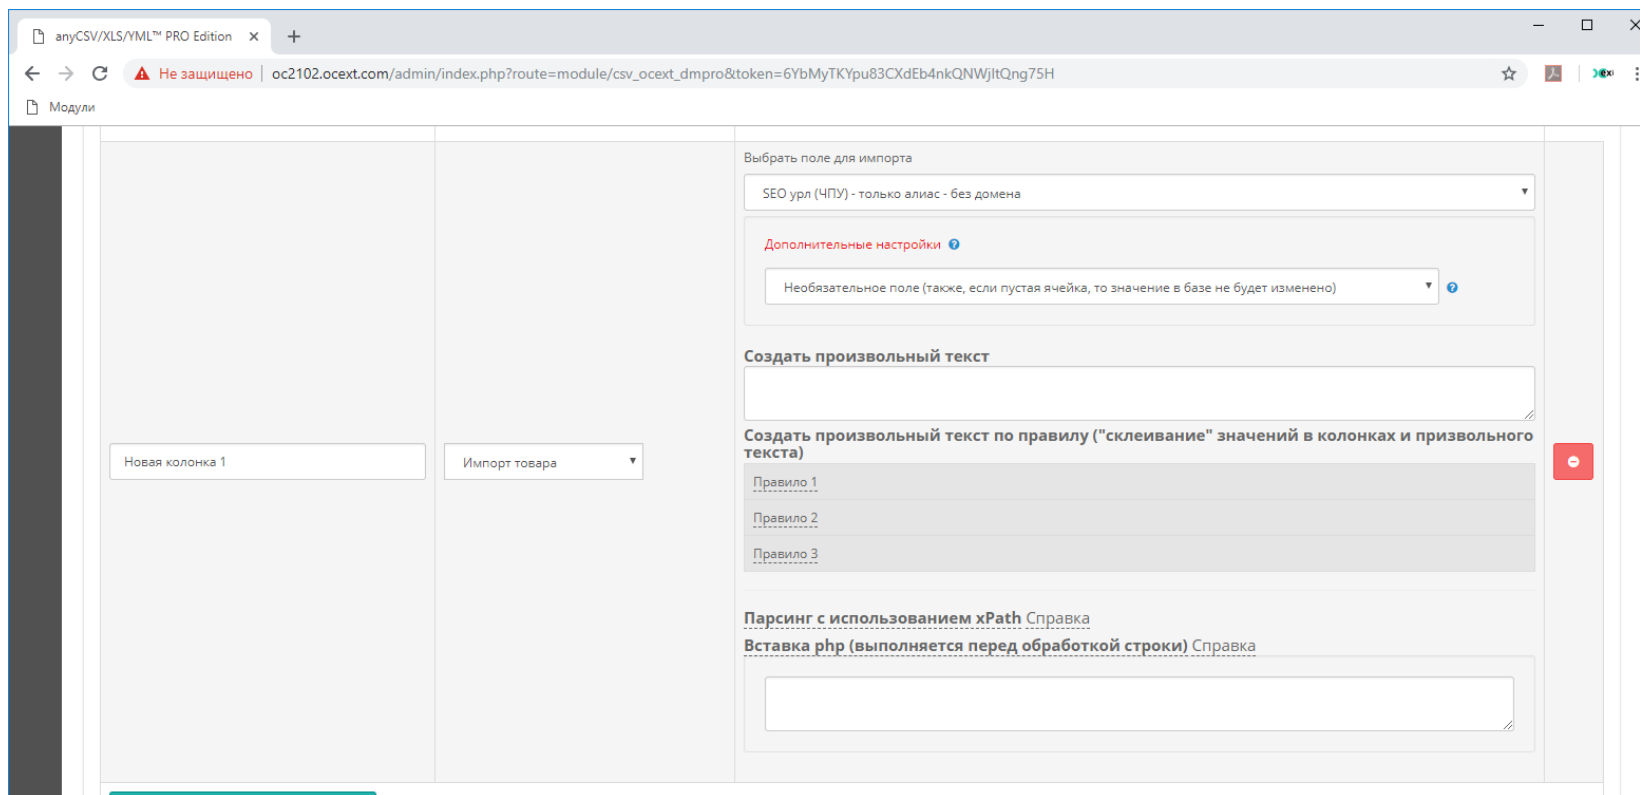 anyCSV/XLS/YML™ PRO Edition
Не защищено | oc2102.ocext.com/admin/index.php?route=module/csv_ocext_dmpro&token=6YbMyTKYpu83CXdEb4nkQNWjltQng75H
Модули
Выбрать поле для импорта
SEO урл (ЧПУ) - только алиас - без домена
Дополнительные настройки
Необязательное поле (также, если пустая ячейка, то значение в базе не будет изменено)
Создать произвольный текст
Создать произвольный текст по правилу ("склеивание" значений в колонках и призвольного
текста)
Новая колонка 1
Импорт товара
Правило 1
Правило 2
Правило 3
Парсинг с использованием xPath Справка
Вставка php (выполняется перед обработкой строки) Справка